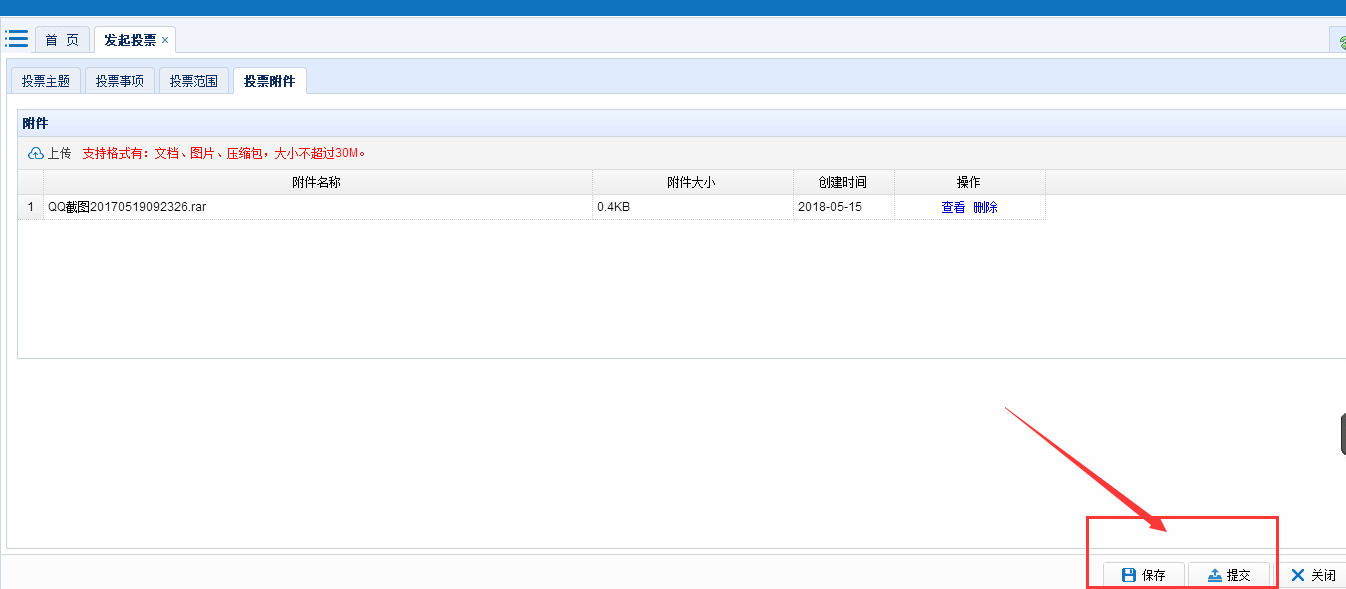 首 页 发起投票 ×
投票主题 投票事项 投票范围 投票附件
附件
上传 支持格式有：文档、图片、压缩包，大小不超过30M。
附件名称 附件大小 创建时间 操作
1 QQ截图20170519092326.rar 0.4KB 2018-05-15 查看 删除
保存 提交 关闭